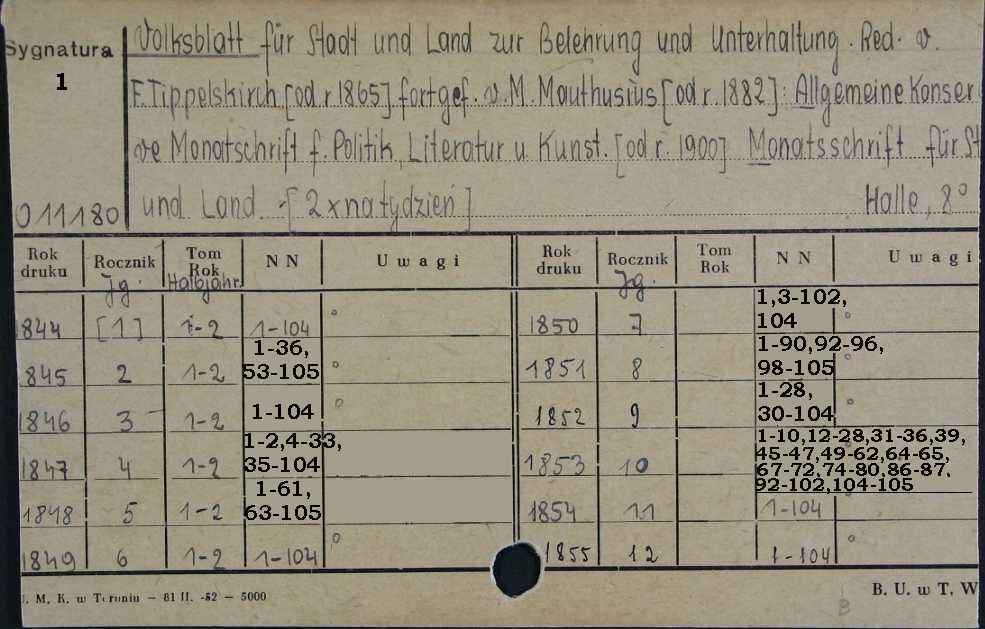 Sygnatura
1
011180
Volksblatt für Stadt und Land zur Belehrung und Unterhaltung. Red. v.
F. Tippelskirch [od r. 1865] fortgef. v. M. Mauthusius [od r. 1882]: Allgemeine Konser
ve Monatschrift f. Politik, Literatur u. Kunst. [od r. 1900] Monatsschrift für St
und Land. - [2 x na tydzień] Halle, 8°
Rok druku Rocznik Jg. Tom Rok Halbjahr NN Uwagi Rok druku Rocznik Jg. Tom Rok NN Uwagi
1844 [1] 1-2 1-104 ° 1850 7 1,3-102, 104 °
845 2 1-2 1-36, 53-105 ° 1851 8 1-90,92-96, 98-105 °
1846 3 1-2 1-104 ° 1852 9 1-28, 30-104 °
1847 4 1-2 1-2,4-33, 35-104 1853 10 1-10,12-28,31-36,39, 45-47,49-62,64-65, 67-72,74-80,86-87, 92-102,104-105
1848 5 1-2 1-61, 63-105 1854 11 1-104 °
1849 6 1-2 1-104 ° 1855 12 1-104 °
M. K. w Toruniu — 81 II. -52 — 5000
B. U. w T. W
B